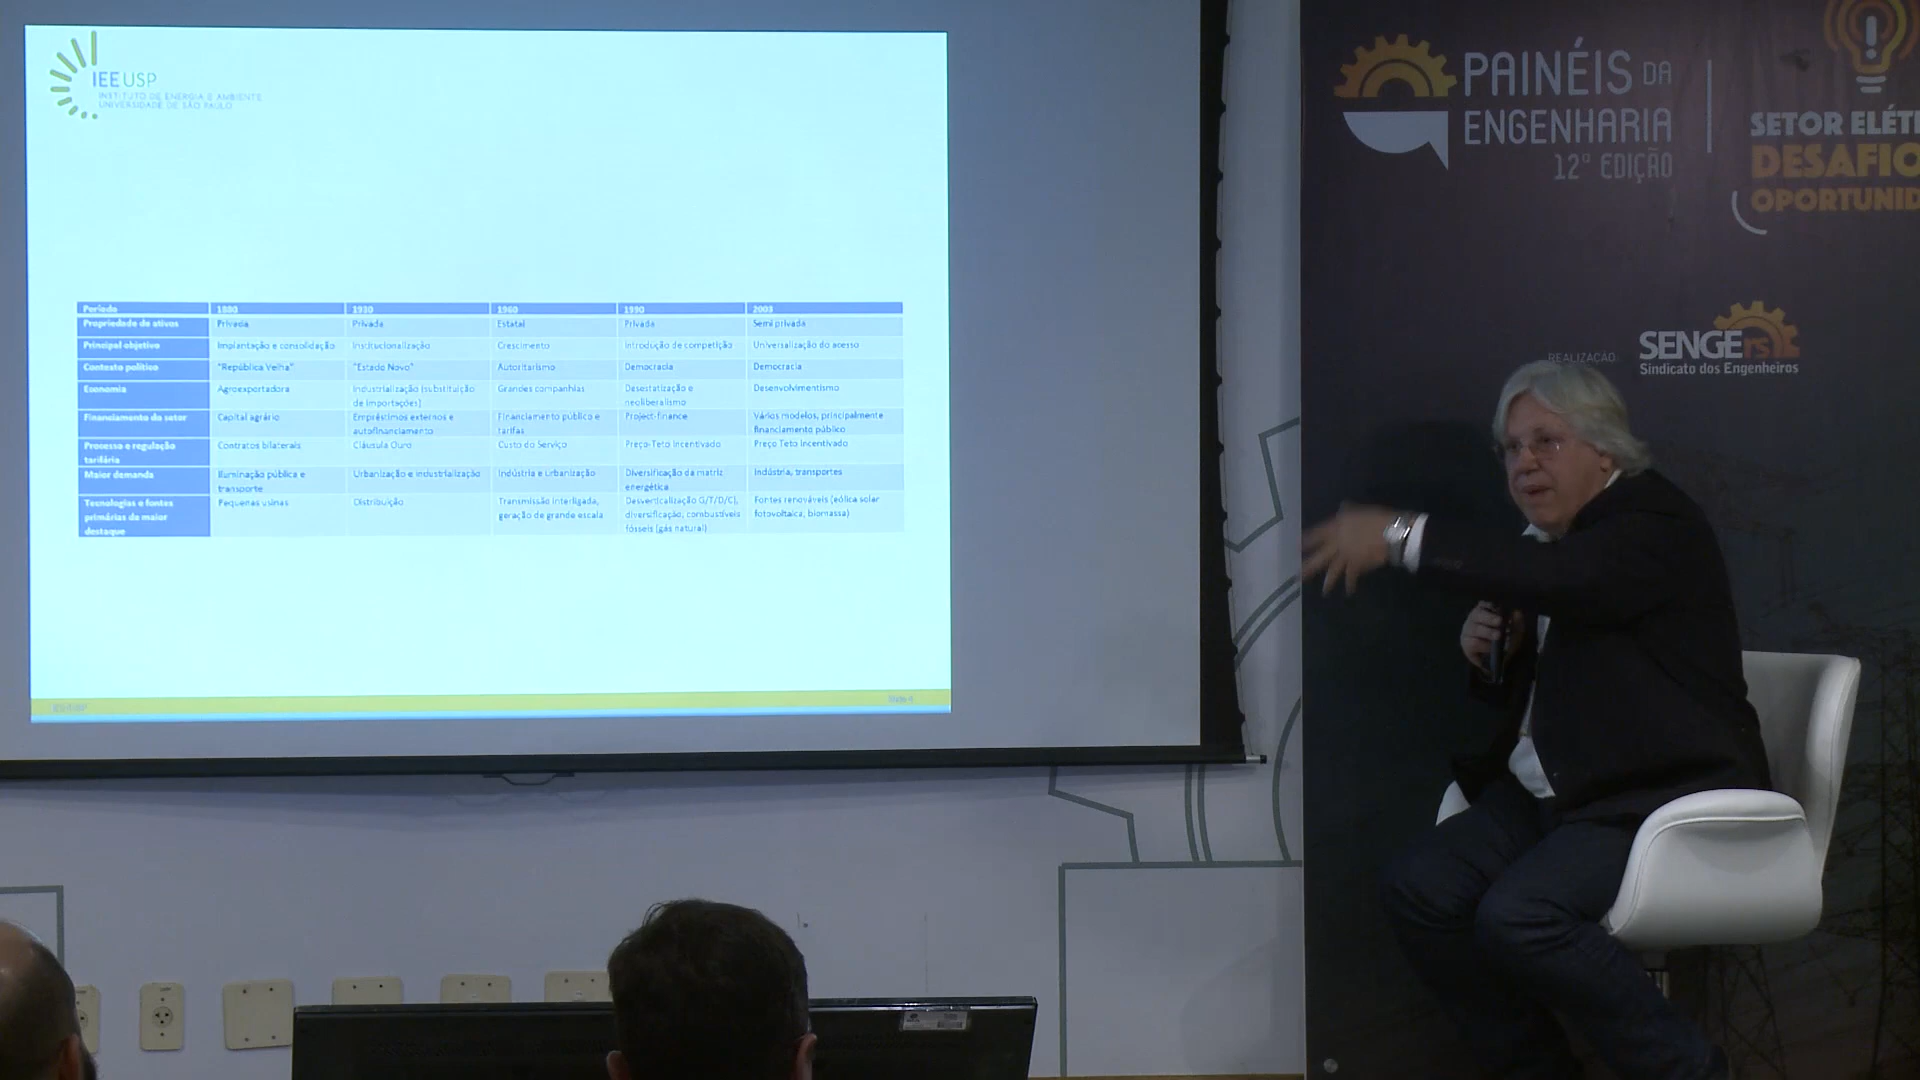 IEEUSP
INSTITUTO DE ENERGIA E AMBIENTE
UNIVERSIDADE DE SÃO PAULO
Período 1880 1930 1960 1990 2003
Propriedade de ativos Privada Privada Estatal Privada Semi privada
Principal objetivo Implantação e consolidação Institucionalização Crescimento Introdução de competição Universalização do acesso
Contexto político "República Velha" "Estado Novo" Autoritarismo Democracia Democracia
Economia Agroexportadora Industrialização (substituição de importações) Grandes companhias Desestatização e neoliberalismo Desenvolvimentismo
Financiamento do setor Capital agrário Empréstimos externos e autofinanciamento Financiamento público e tarifas Project-finance Vários modelos, principalmente financiamento público
Processo e regulação tarifária Contratos bilaterais Cláusula Ouro Custo do Serviço Preço-Teto Incentivado Preço Teto Incentivado
Maior demanda Iluminação pública e transporte Urbanização e industrialização Indústria e urbanização Diversificação da matriz energética Indústria, transportes
Tecnologias e fontes primárias de maior destaque Pequenas usinas Distribuição Transmissão interligada, geração de grande escala Desverticalização G/T/D/C), diversificação, combustíveis fósseis (gás natural) Fontes renováveis (eólica solar fotovoltaica, biomassa)
IEE-USP
PAINÉIS DA
ENGENHARIA
12ª EDIÇÃO
SETOR ELÉT
DESAFIO
OPORTUNID
REALIZAÇÃO:
SENGE rs
Sindicato dos Engenheiros